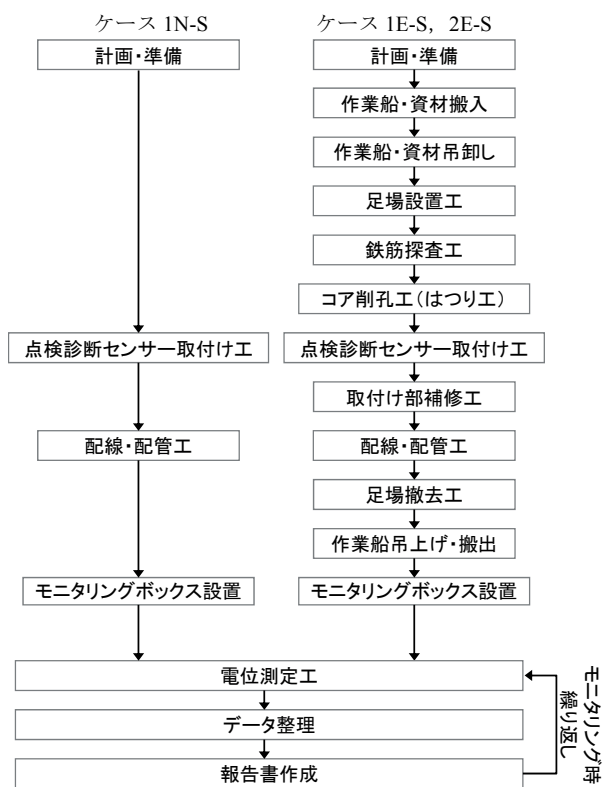 ケース 1N-S
計画・準備
点検診断センサー取付け工
配線・配管工
モニタリングボックス設置
ケース 1E-S，2E-S
計画・準備
作業船・資材搬入
作業船・資材吊卸し
足場設置工
鉄筋探査工
コア削孔工（はつり工）
点検診断センサー取付け工
取付け部補修工
配線・配管工
足場撤去工
作業船吊上げ・搬出
モニタリングボックス設置
電位測定工
データ整理
報告書作成
モニタリング時
繰り返し